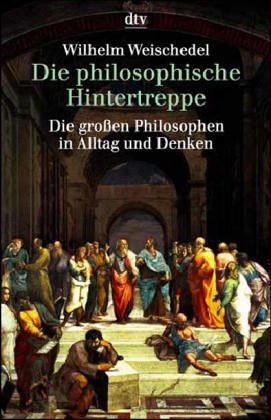 dtv
Wilhelm Weischedel
Die philosophische
Hintertreppe
Die großen Philosophen
in Alltag und Denken